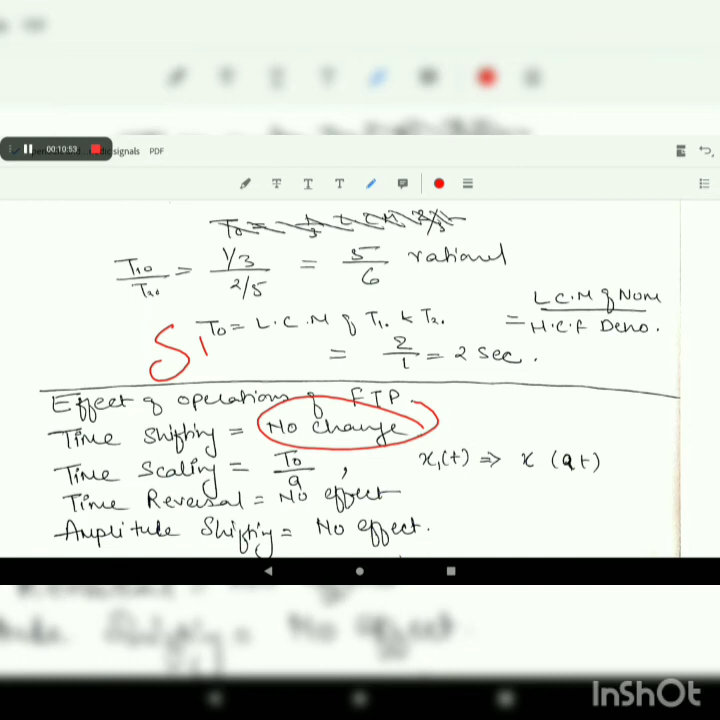 00:10:53
signals PDF
T₁₀/T₂₀ = 1/3 / 2/5 = 5/6 rational
T₀ = L.C.M of T₁. & T₂. = L.C.M of Nom / H.C.F Deno.
= 2/1 = 2 sec.
Effect of operations of FTP
Time Shifting = No change
Time Scaling = T₀/a , x₁(t) ⇒ x (at)
Time Reversal = No effect
Amplitude Shifting = No effect.
InShOt